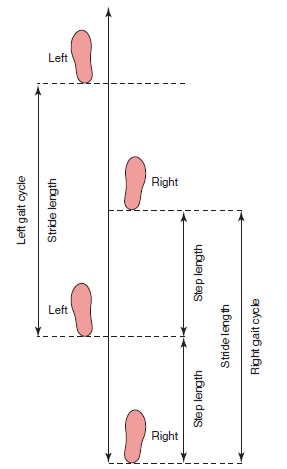 Left
Right
Left gait cycle
Stride length
Step length
Left
Stride length
Right gait cycle
Step length
Right